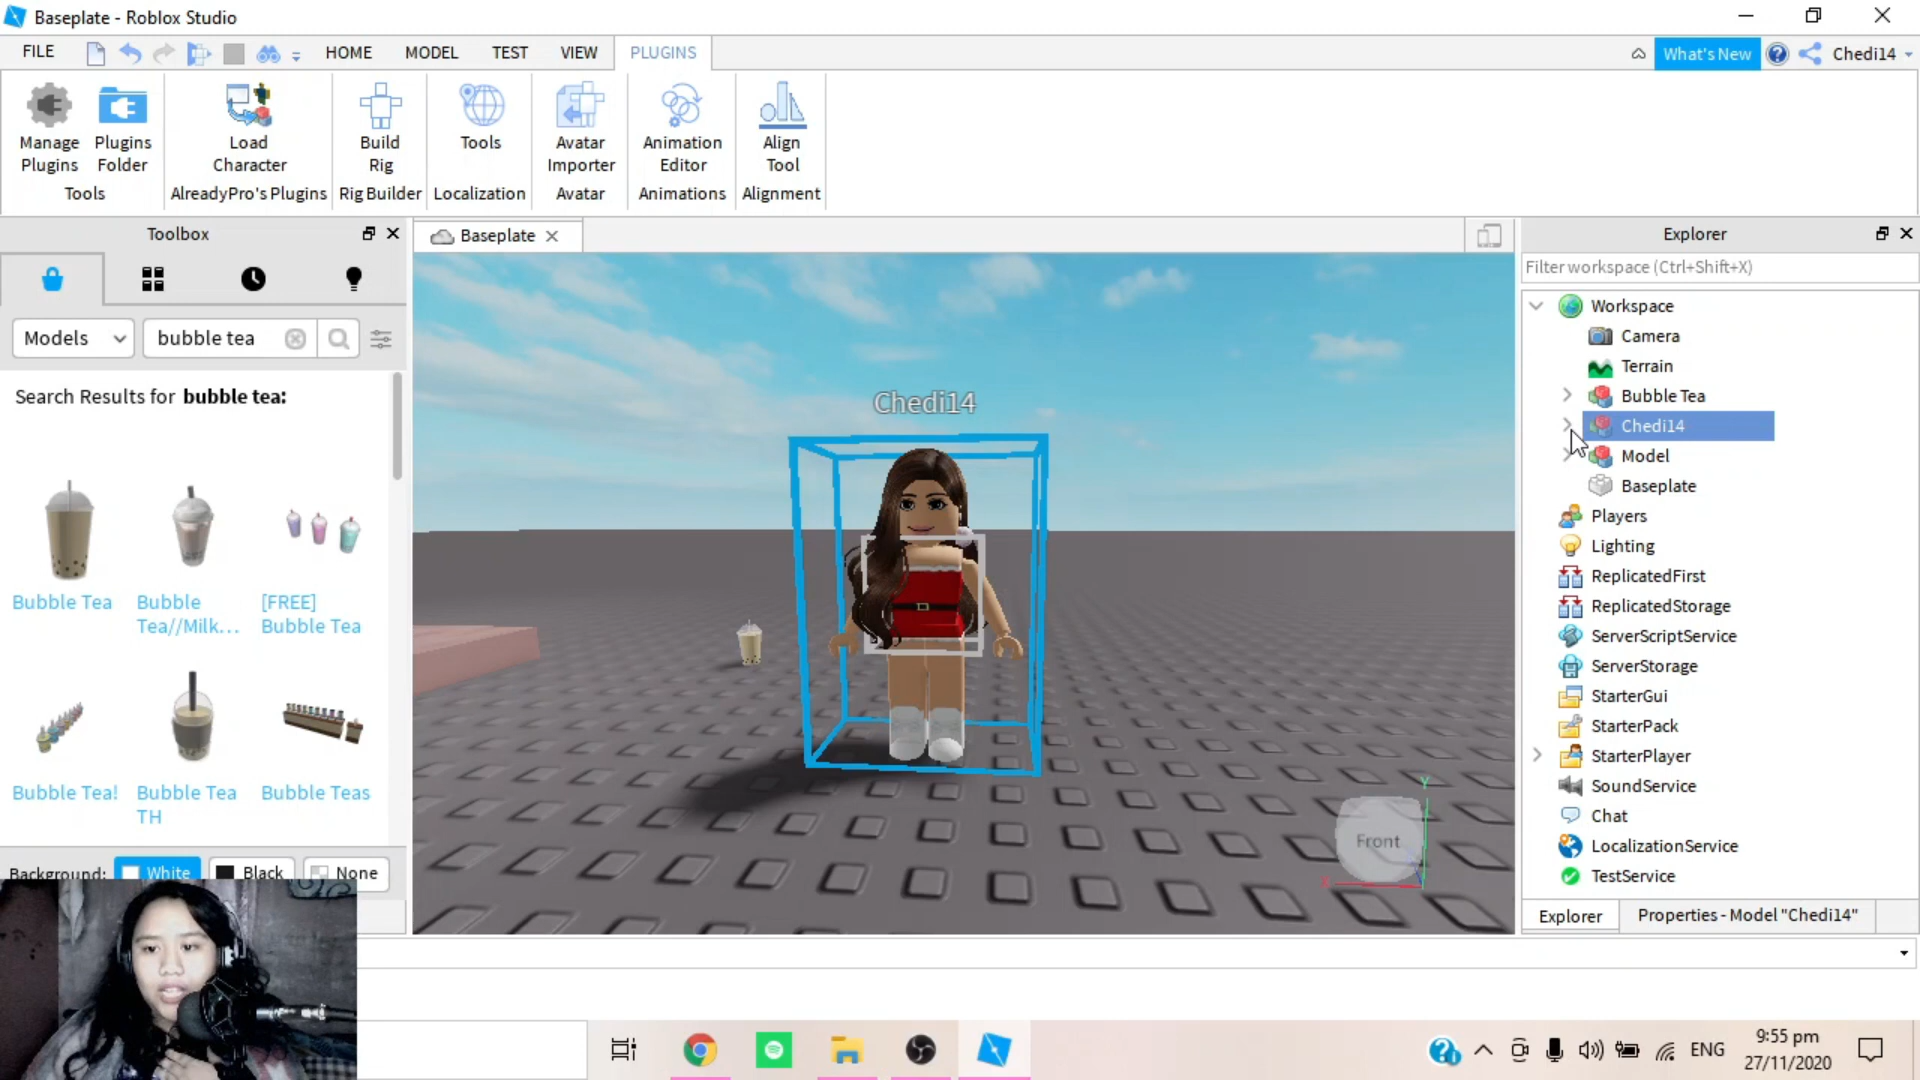 Baseplate - Roblox Studio
FILE
HOME
MODEL
TEST
VIEW
PLUGINS
What's New
Chedi14
Manage Plugins
Plugins Folder
Load Character
Build Rig
Tools
Avatar Importer
Animation Editor
Align Tool
Tools
AlreadyPro's Plugins
Rig Builder
Localization
Avatar
Animations
Alignment
Toolbox
Models
bubble tea
Search Results for bubble tea:
Bubble Tea
Bubble Tea//Milk...
[FREE] Bubble Tea
Bubble Tea!
Bubble Tea TH
Bubble Teas
Background:
White
Black
None
Baseplate
Chedi14
Front
Y
X
Explorer
Filter workspace (Ctrl+Shift+X)
Workspace
Camera
Terrain
Bubble Tea
Chedi14
Model
Baseplate
Players
Lighting
ReplicatedFirst
ReplicatedStorage
ServerScriptService
ServerStorage
StarterGui
StarterPack
StarterPlayer
SoundService
Chat
LocalizationService
TestService
Explorer
Properties - Model "Chedi14"
ENG
9:55 pm
27/11/2020